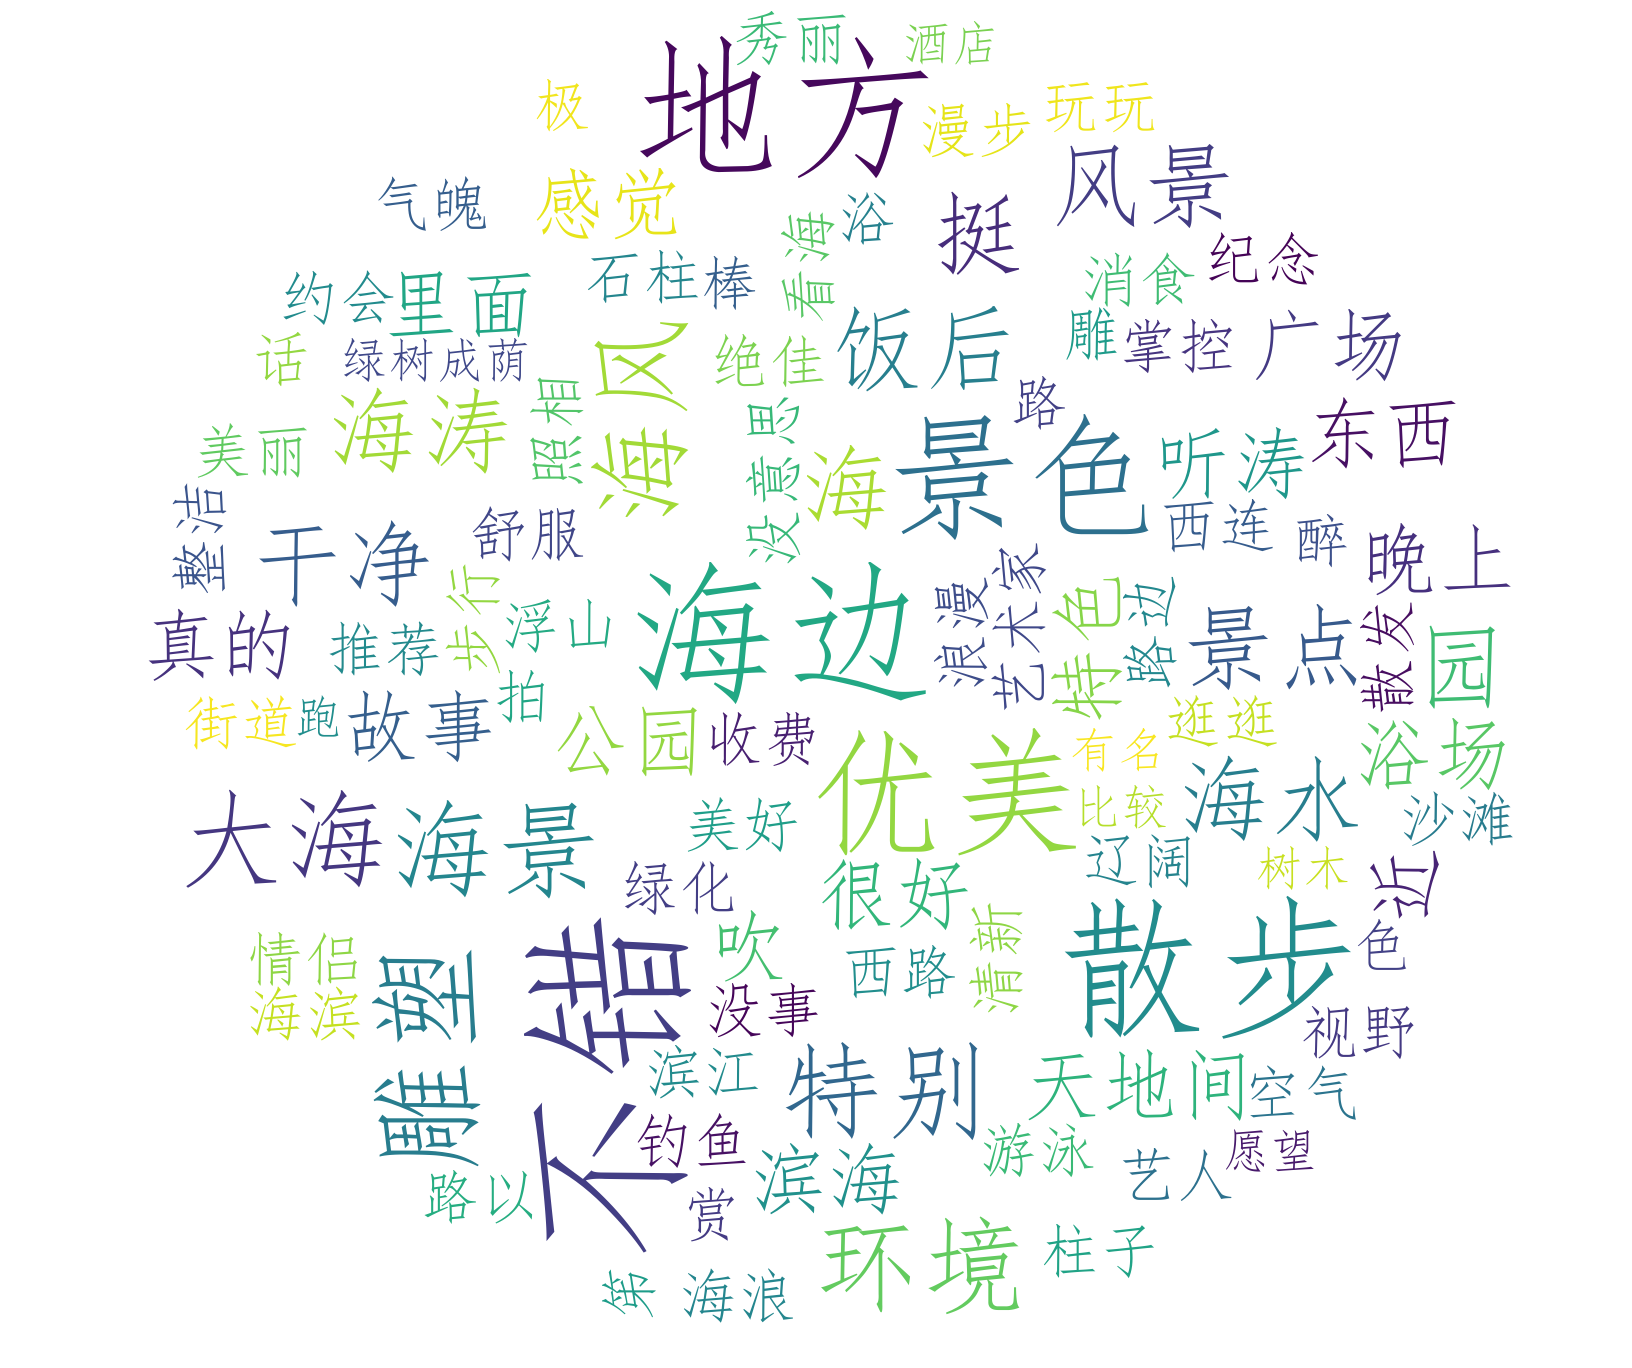 秀丽
酒店
地方
极
漫步
玩玩
风景
气魄
感觉
看海
浴
挺
纪念
石柱
棒
消食
约会
里面
海风
饭后
雕
掌控
广场
话
绿树成荫
绝佳
路
照相
海涛
美丽
没意思
海
景色
听涛
东西
整洁
干净
舒服
西连
醉
晚上
步行
浮山
海边
浪漫
艺术家
特色
路边
景点
散发
园
真的
推荐
拍
街道
跑
故事
公园
收费
优美
有名
逛逛
浴场
大海
海景
美好
比较
海水
沙滩
绿化
很好
辽阔
树木
近
情侣
海滨
雕塑
不错
吹
西路
清新
散步
色
没事
视野
滨江
特别
天地间
空气
钓鱼
游泳
艺人
愿望
路以
赏
滨海
第
海浪
环境
柱子